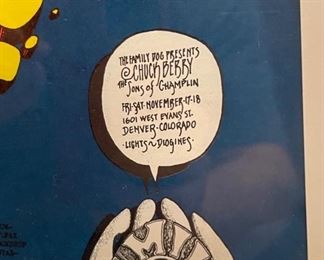 THE FAMILY DOG PRESENTS
CHUCK BERRY
THE SONS OF CHAMPLIN
FRI·SAT·NOVEMBER·17·18
1601 WEST EVANS ST.
DENVER·COLORADO
·LIGHTS~DIOGINES·